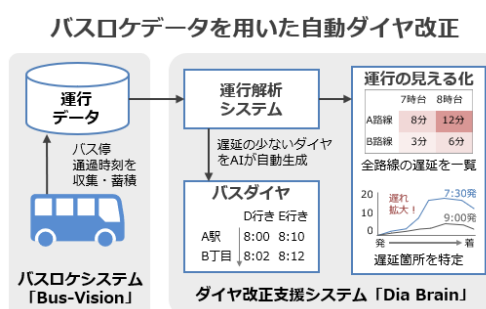 バスロケデータを用いた自動ダイヤ改正
運行
データ
バス停
通過時刻を
収集・蓄積
バスロケシステム
「Bus-Vision」
運行解析
システム
遅延の少ないダイヤ
をAIが自動生成
バスダイヤ
D行き E行き
A駅 8:00 8:10
B丁目 8:02 8:12
運行の見える化
7時台 8時台
A路線 8分 12分
B路線 3分 6分
全路線の遅延を一覧
20
10
0
遅れ
拡大！
7:30発
9:00発
発 着
遅延箇所を特定
ダイヤ改正支援システム「Dia Brain」